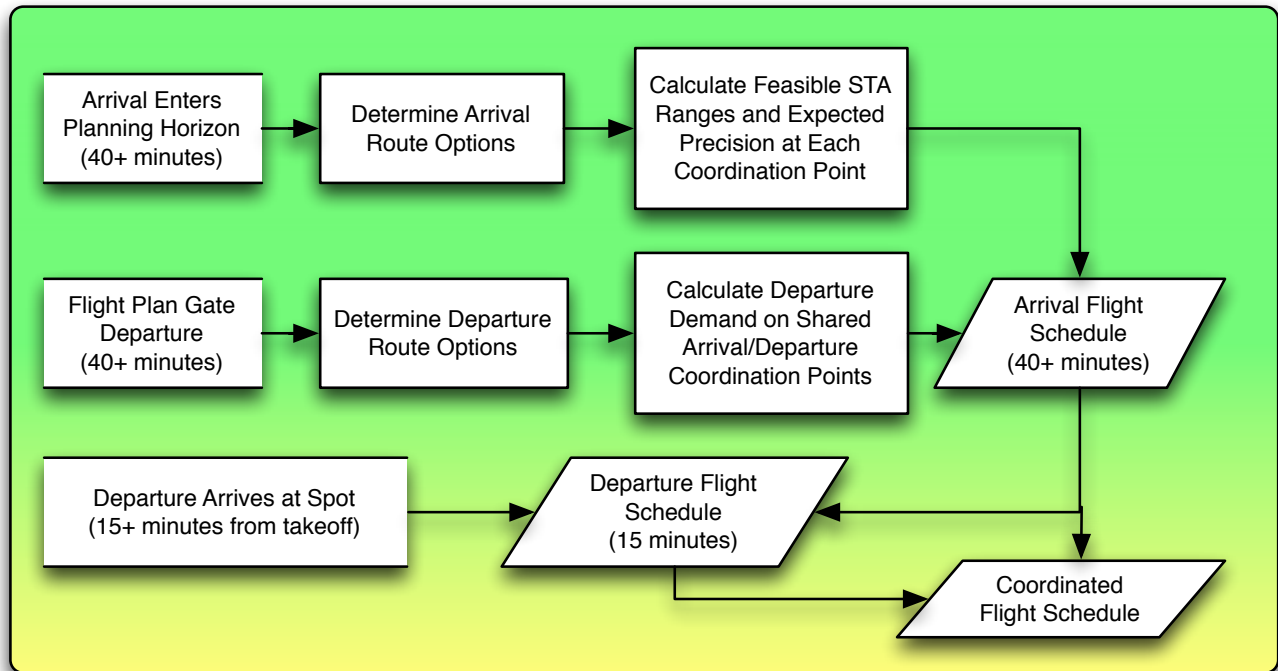 Arrival Enters
Planning Horizon
(40+ minutes)
Determine Arrival
Route Options
Calculate Feasible STA
Ranges and Expected
Precision at Each
Coordination Point
Flight Plan Gate
Departure
(40+ minutes)
Determine Departure
Route Options
Calculate Departure
Demand on Shared
Arrival/Departure
Coordination Points
Arrival Flight
Schedule
(40+ minutes)
Departure Arrives at Spot
(15+ minutes from takeoff)
Departure Flight
Schedule
(15 minutes)
Coordinated
Flight Schedule